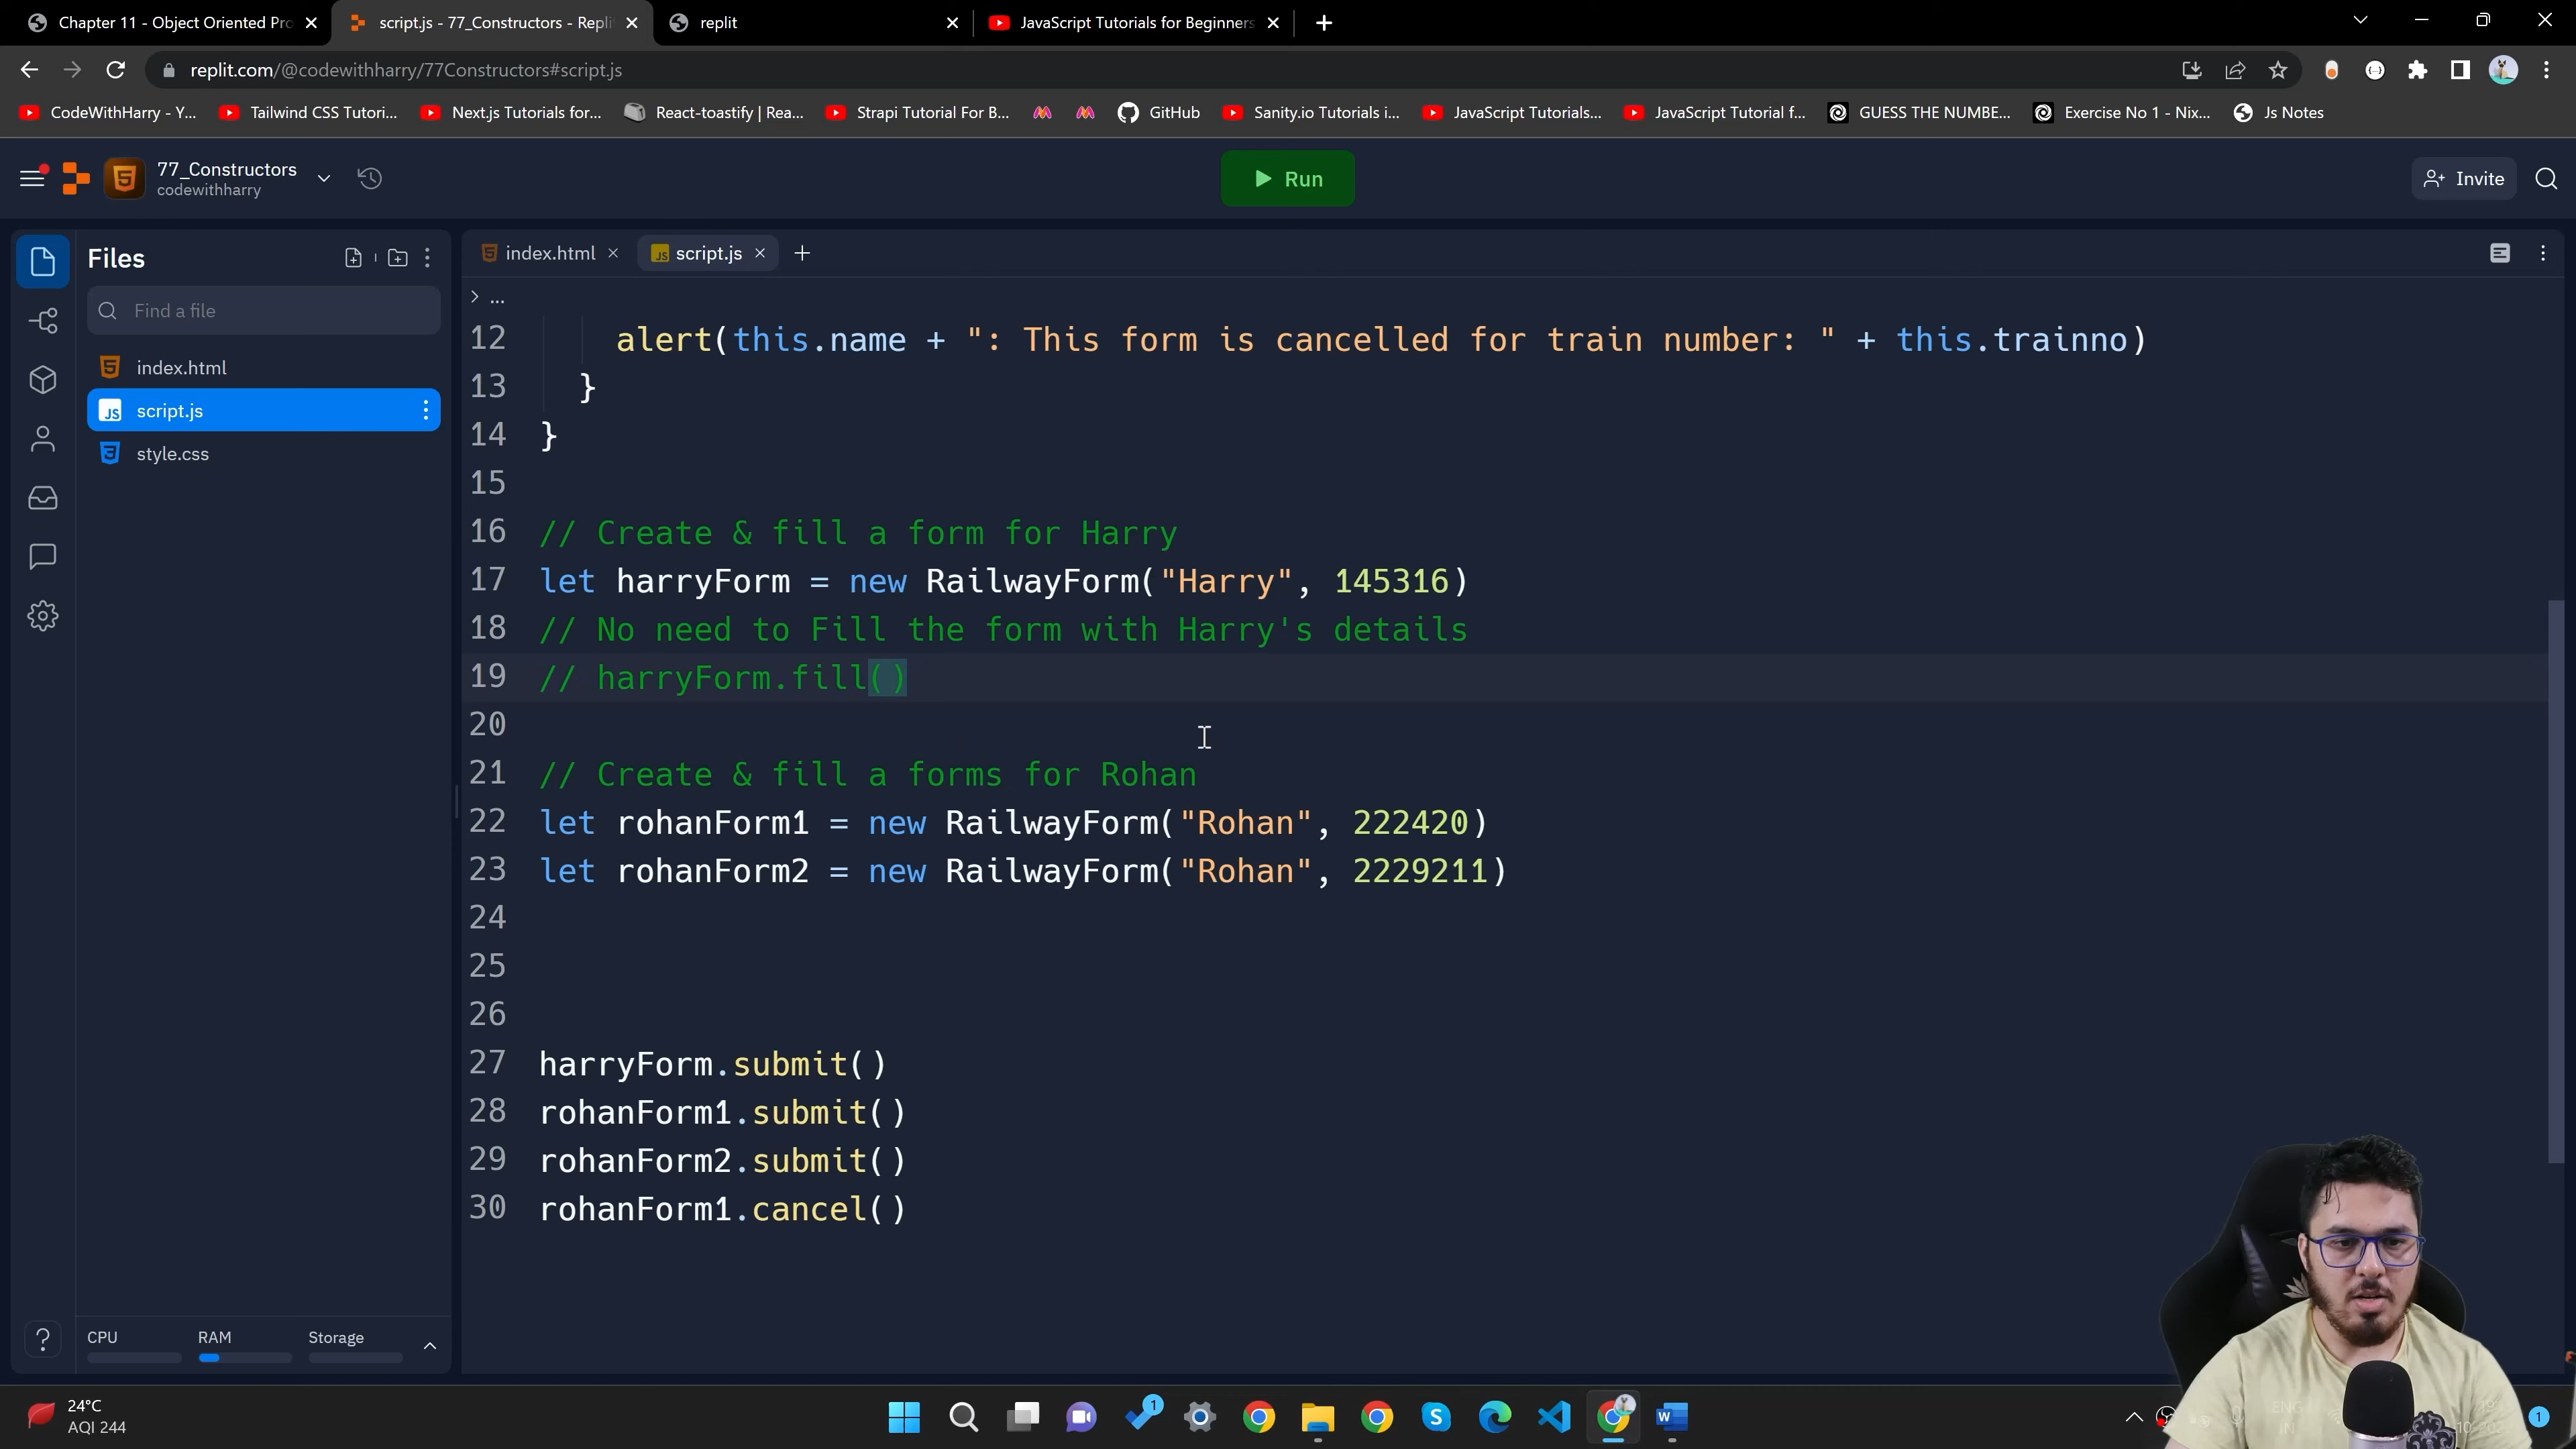 Chapter 11 - Object Oriented Pro
script.js - 77_Constructors - Repli
replit
JavaScript Tutorials for Beginners
replit.com/@codewithharry/77Constructors#script.js
CodeWithHarry - Y...
Tailwind CSS Tutori...
Next.js Tutorials for...
React-toastify | Rea...
Strapi Tutorial For B...
GitHub
Sanity.io Tutorials i...
JavaScript Tutorials...
JavaScript Tutorial f...
GUESS THE NUMBE...
Exercise No 1 - Nix...
Js Notes
77_Constructors
codewithharry
Run
Invite
Files
Find a file
index.html
script.js
style.css
index.html
script.js
> ...
12 alert(this.name + ": This form is cancelled for train number: " + this.trainno)
13 }
14 }
15
16 // Create & fill a form for Harry
17 let harryForm = new RailwayForm("Harry", 145316)
18 // No need to Fill the form with Harry's details
19 // harryForm.fill()
20
21 // Create & fill a forms for Rohan
22 let rohanForm1 = new RailwayForm("Rohan", 222420)
23 let rohanForm2 = new RailwayForm("Rohan", 2229211)
24
25
26
27 harryForm.submit()
28 rohanForm1.submit()
29 rohanForm2.submit()
30 rohanForm1.cancel()
CPU
RAM
Storage
24°C
AQI 244
1
ENG
IN
1